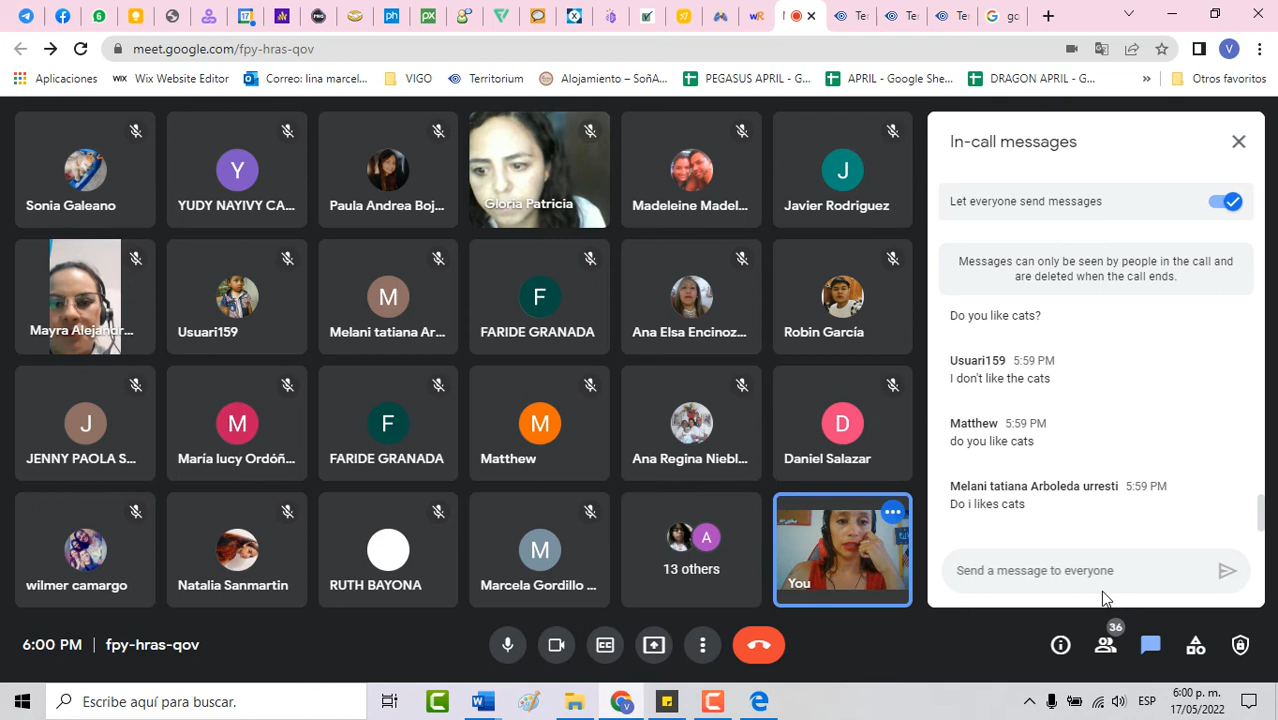 meet.google.com/fpy-hras-qov
Aplicaciones
WIX Wix Website Editor
Correo: lina marcel...
VIGO
Territorium
Alojamiento – SoñA...
PEGASUS APRIL - G...
APRIL - Google She...
DRAGON APRIL - G...
»
Otros favoritos
Sonia Galeano
YUDY NAYIVY CA...
Paula Andrea Boj...
Gloria Patricia
Madeleine Madel...
Javier Rodriguez
Mayra Alejandr...
Usuari159
Melani tatiana Ar...
FARIDE GRANADA
Ana Elsa Encinoz...
Robin García
JENNY PAOLA S...
María lucy Ordóñ...
FARIDE GRANADA
Matthew
Ana Regina Niebl...
Daniel Salazar
wilmer camargo
Natalia Sanmartin
RUTH BAYONA
Marcela Gordillo ...
13 others
You
In-call messages
Let everyone send messages
Messages can only be seen by people in the call and
are deleted when the call ends.
Do you like cats?
Usuari159 5:59 PM
I don't like the cats
Matthew 5:59 PM
do you like cats
Melani tatiana Arboleda urresti 5:59 PM
Do i likes cats
Send a message to everyone
6:00 PM | fpy-hras-qov
36
Escribe aquí para buscar.
ESP
6:00 p. m.
17/05/2022